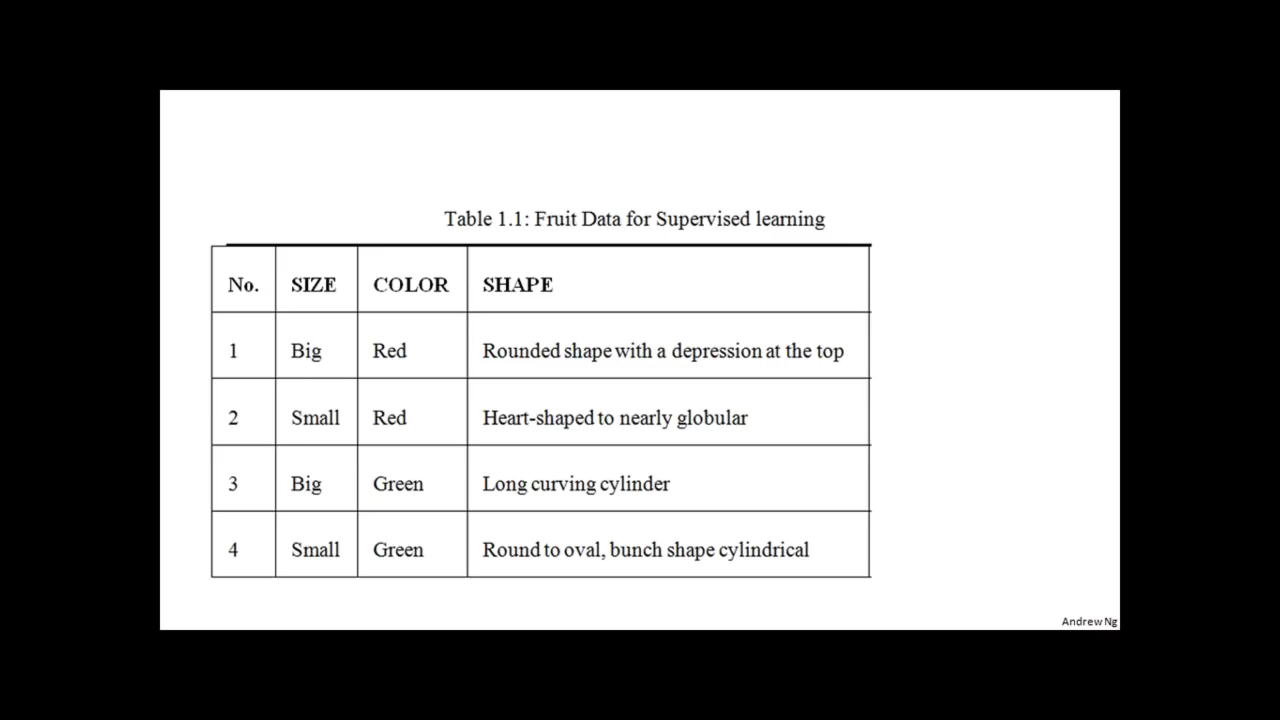 Table 1.1: Fruit Data for Supervised learning
No. SIZE COLOR SHAPE
1 Big Red Rounded shape with a depression at the top
2 Small Red Heart-shaped to nearly globular
3 Big Green Long curving cylinder
4 Small Green Round to oval, bunch shape cylindrical
Andrew Ng